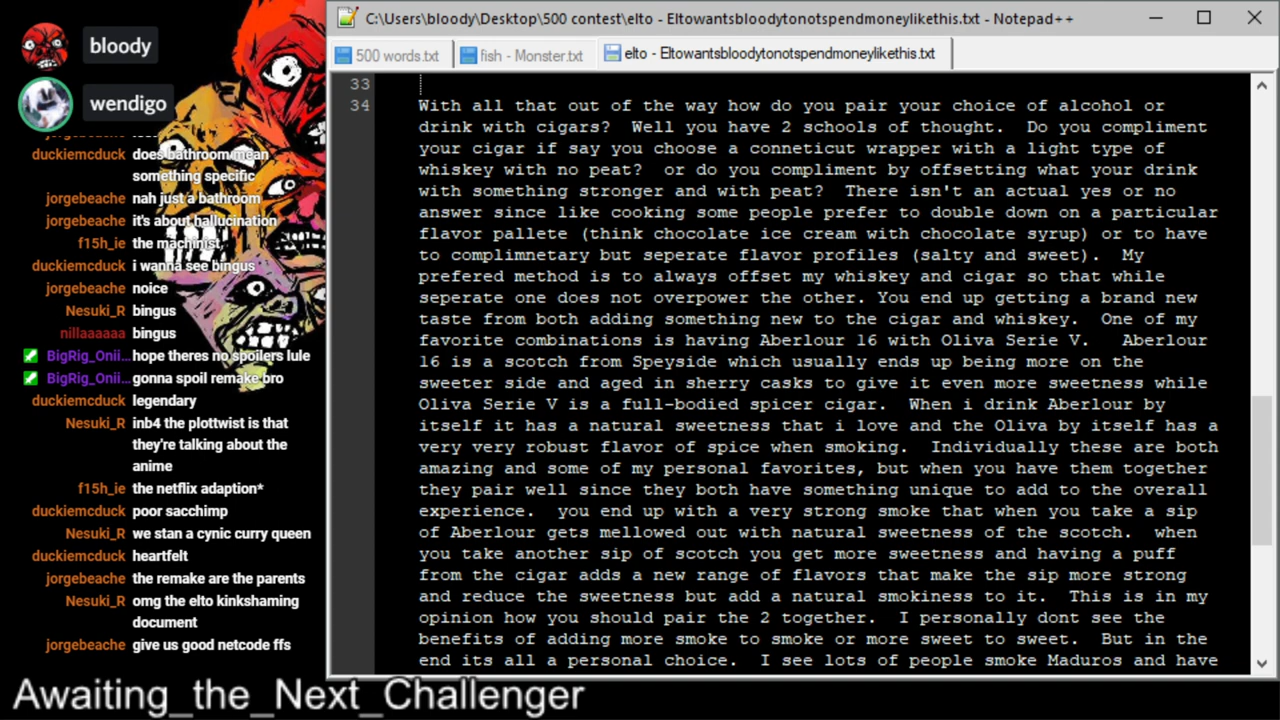 bloody
wendigo
duckiemcduck does bathroom mean
something specific
jorgebeache nah just a bathroom
jorgebeache it's about hallucination
f15h_ie the machinist
duckiemcduck i wanna see bingus
jorgebeache noice
Nesuki_R bingus
nillaaaaaa bingus
BigRig_Onii... hope theres no spoilers lule
BigRig_Onii... gonna spoil remake bro
duckiemcduck legendary
Nesuki_R inb4 the plottwist is that
they're talking about the
anime
f15h_ie the netflix adaption*
duckiemcduck poor sacchimp
Nesuki_R we stan a cynic curry queen
duckiemcduck heartfelt
jorgebeache the remake are the parents
Nesuki_R omg the elto kinkshaming
document
jorgebeache give us good netcode ffs
C:\Users\bloody\Desktop\500 contest\elto - Eltowantsbloodytonotspendmoneylikethis.txt - Notepad++
500 words.txt
fish - Monster.txt
elto - Eltowantsbloodytonotspendmoneylikethis.txt
33
34 With all that out of the way how do you pair your choice of alcohol or
drink with cigars?  Well you have 2 schools of thought.  Do you compliment
your cigar if say you choose a conneticut wrapper with a light type of
whiskey with no peat?  or do you compliment by offsetting what your drink
with something stronger and with peat?  There isn't an actual yes or no
answer since like cooking some people prefer to double down on a particular
flavor pallete (think chocolate ice cream with chocolate syrup) or to have
to complimnetary but seperate flavor profiles (salty and sweet).  My
prefered method is to always offset my whiskey and cigar so that while
seperate one does not overpower the other. You end up getting a brand new
taste from both adding something new to the cigar and whiskey.  One of my
favorite combinations is having Aberlour 16 with Oliva Serie V.   Aberlour
16 is a scotch from Speyside which usually ends up being more on the
sweeter side and aged in sherry casks to give it even more sweetness while
Oliva Serie V is a full-bodied spicer cigar.  When i drink Aberlour by
itself it has a natural sweetness that i love and the Oliva by itself has a
very very robust flavor of spice when smoking.  Individually these are both
amazing and some of my personal favorites, but when you have them together
they pair well since they both have something unique to add to the overall
experience.  you end up with a very strong smoke that when you take a sip
of Aberlour gets mellowed out with natural sweetness of the scotch.  when
you take another sip of scotch you get more sweetness and having a puff
from the cigar adds a new range of flavors that make the sip more strong
and reduce the sweetness but add a natural smokiness to it.  This is in my
opinion how you should pair the 2 together.  I personally dont see the
benefits of adding more smoke to smoke or more sweet to sweet.  But in the
end its all a personal choice.  I see lots of people smoke Maduros and have
Awaiting_the_Next_Challenger